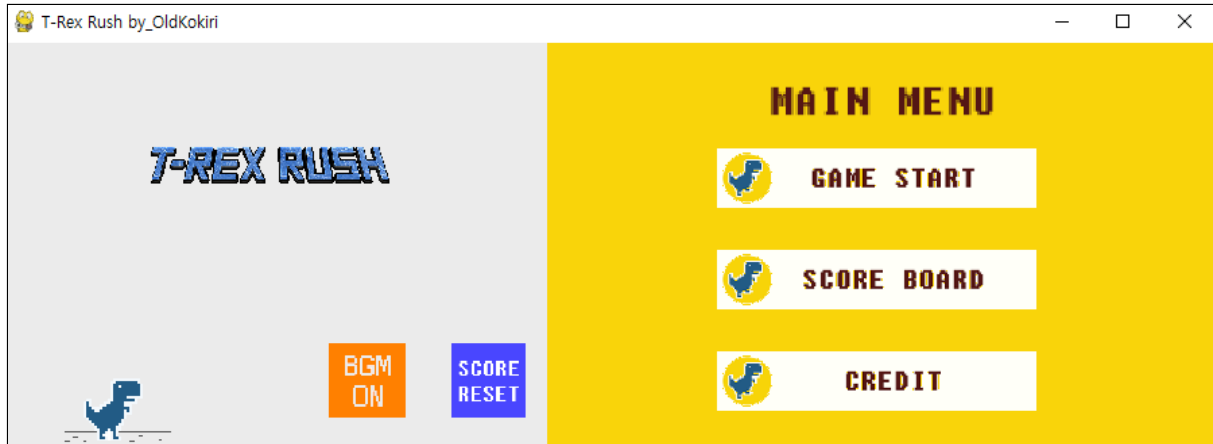 T-Rex Rush by_OldKokiri
T-REX RUSH
BGM
ON
SCORE
RESET
MAIN MENU
GAME START
SCORE BOARD
CREDIT